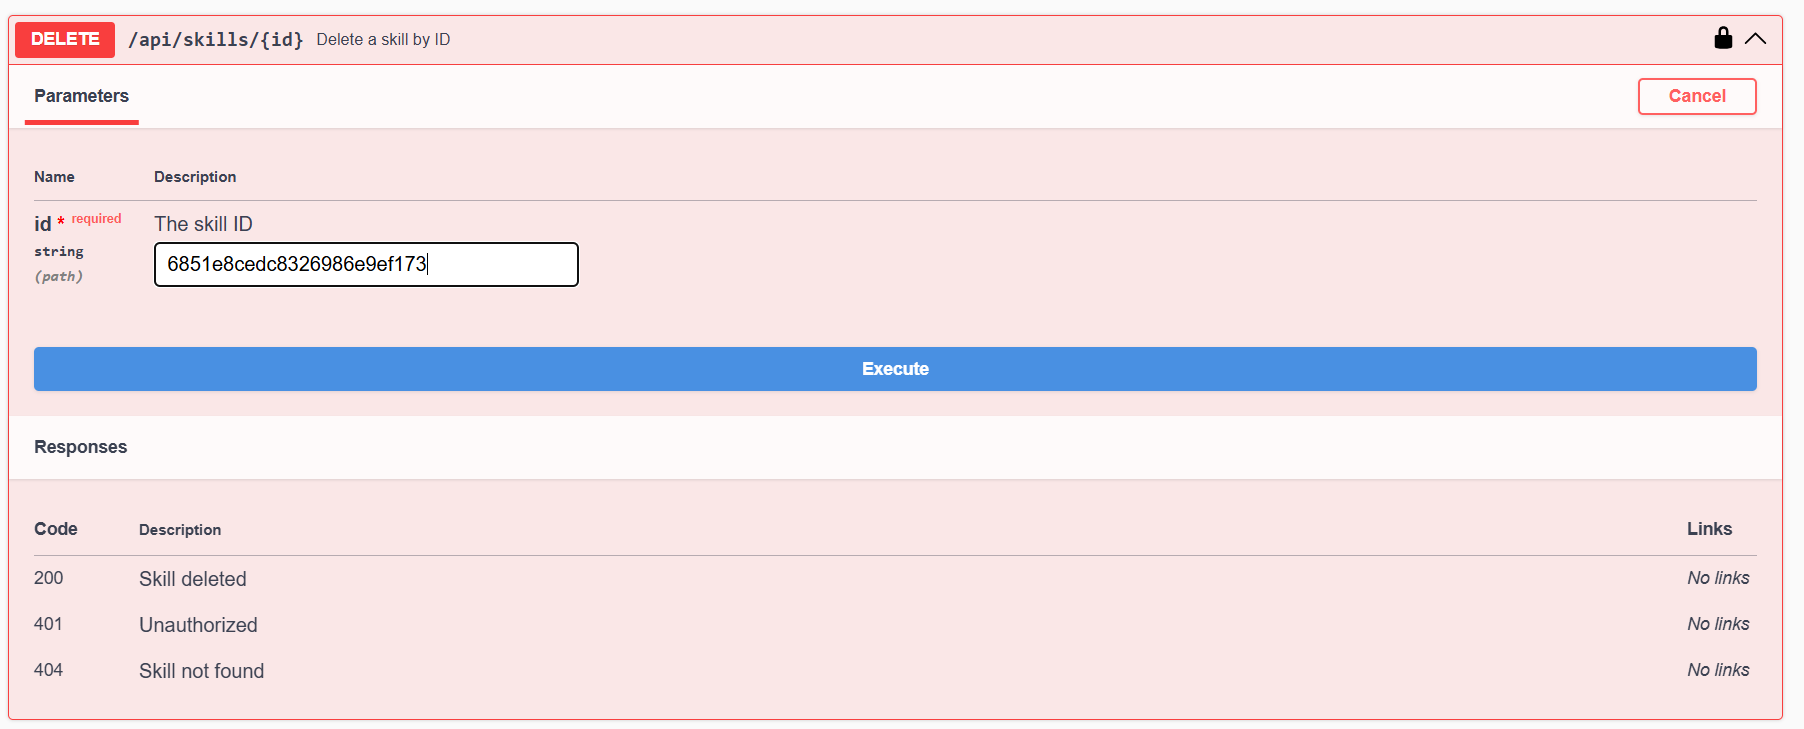 DELETE /api/skills/{id} Delete a skill by ID
Parameters Cancel
Name Description
id * required The skill ID
string 6851e8cedc8326986e9ef173
(path)
Execute
Responses
Code Description Links
200 Skill deleted No links
401 Unauthorized No links
404 Skill not found No links